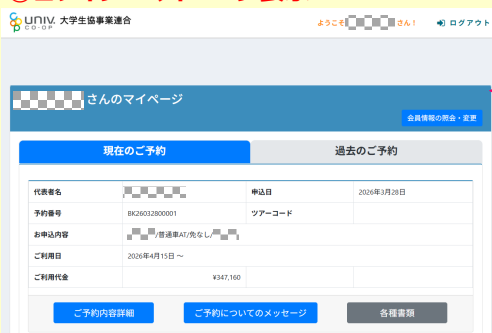 UNIV. 大学生協事業連合
CO-OP
ようこそ さん! ログアウト
さんのマイページ
会員情報の照会・変更
現在のご予約 過去のご予約
代表者名 申込日 2026年3月28日
予約番号 BK26032800001 ツアーコード
お申込内容 /普通車AT/免なし/
ご利用日 2026年4月15日 ~
ご利用代金 ¥347,160
ご予約内容詳細 ご予約についてのメッセージ 各種書類